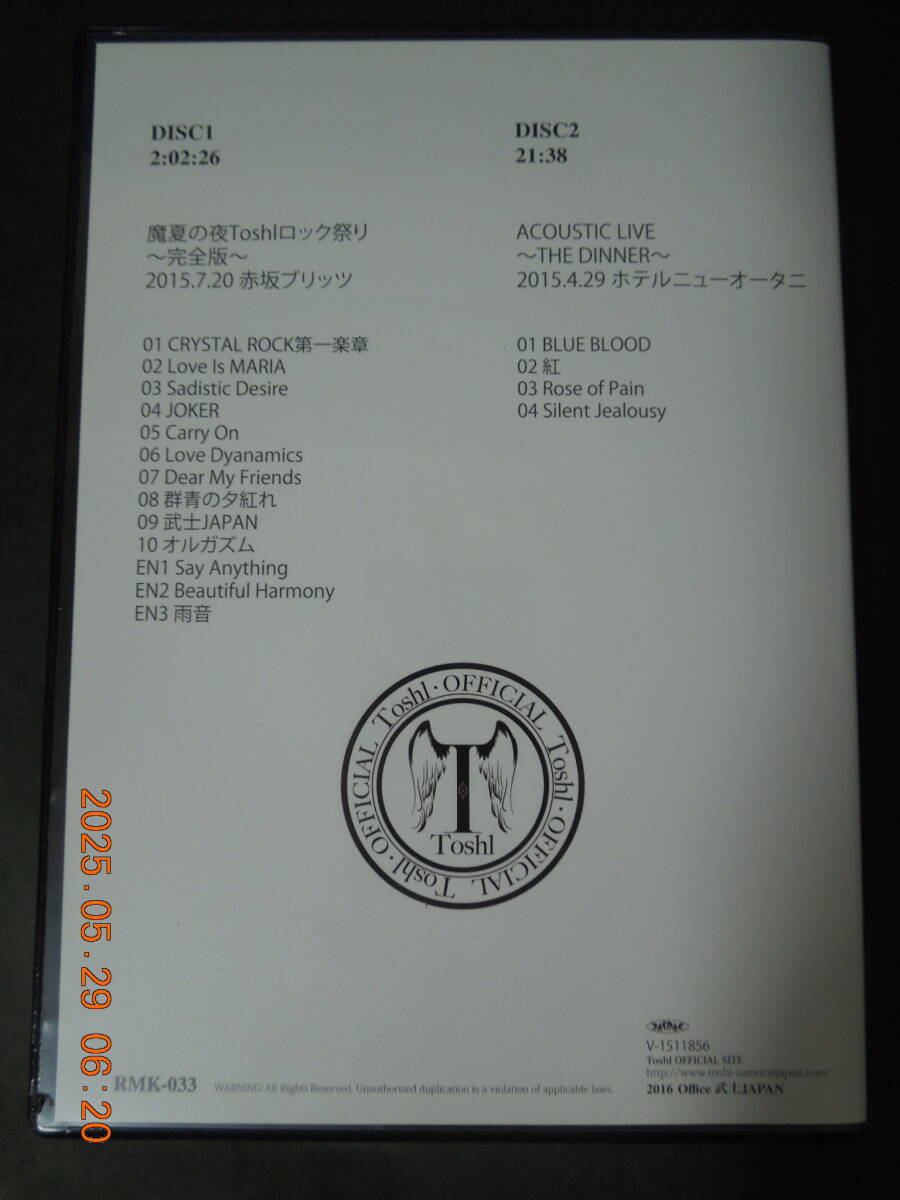 DISC1
2:02:26
魔夏の夜Toshlロック祭り
～完全版～
2015.7.20 赤坂ブリッツ
01 CRYSTAL ROCK第一楽章
02 Love Is MARIA
03 Sadistic Desire
04 JOKER
05 Carry On
06 Love Dyanamics
07 Dear My Friends
08 群青の夕紅れ
09 武士JAPAN
10 オルガズム
EN1 Say Anything
EN2 Beautiful Harmony
EN3 雨音
DISC2
21:38
ACOUSTIC LIVE
～THE DINNER～
2015.4.29 ホテルニューオータニ
01 BLUE BLOOD
02 紅
03 Rose of Pain
04 Silent Jealousy
Toshl・OFFICIAL Toshl・OFFICIAL Toshl・OFFICIAL
T
Toshl
JASRAC
V-1511856
Toshl OFFICIAL SITE
http://www.toshi-samuraijapan.com/
2016 Office 武士JAPAN
RMK-033
WARNING: All Rights Reserved. Unauthorized duplication is a violation of applicable laws.
2025.05.29 06:20